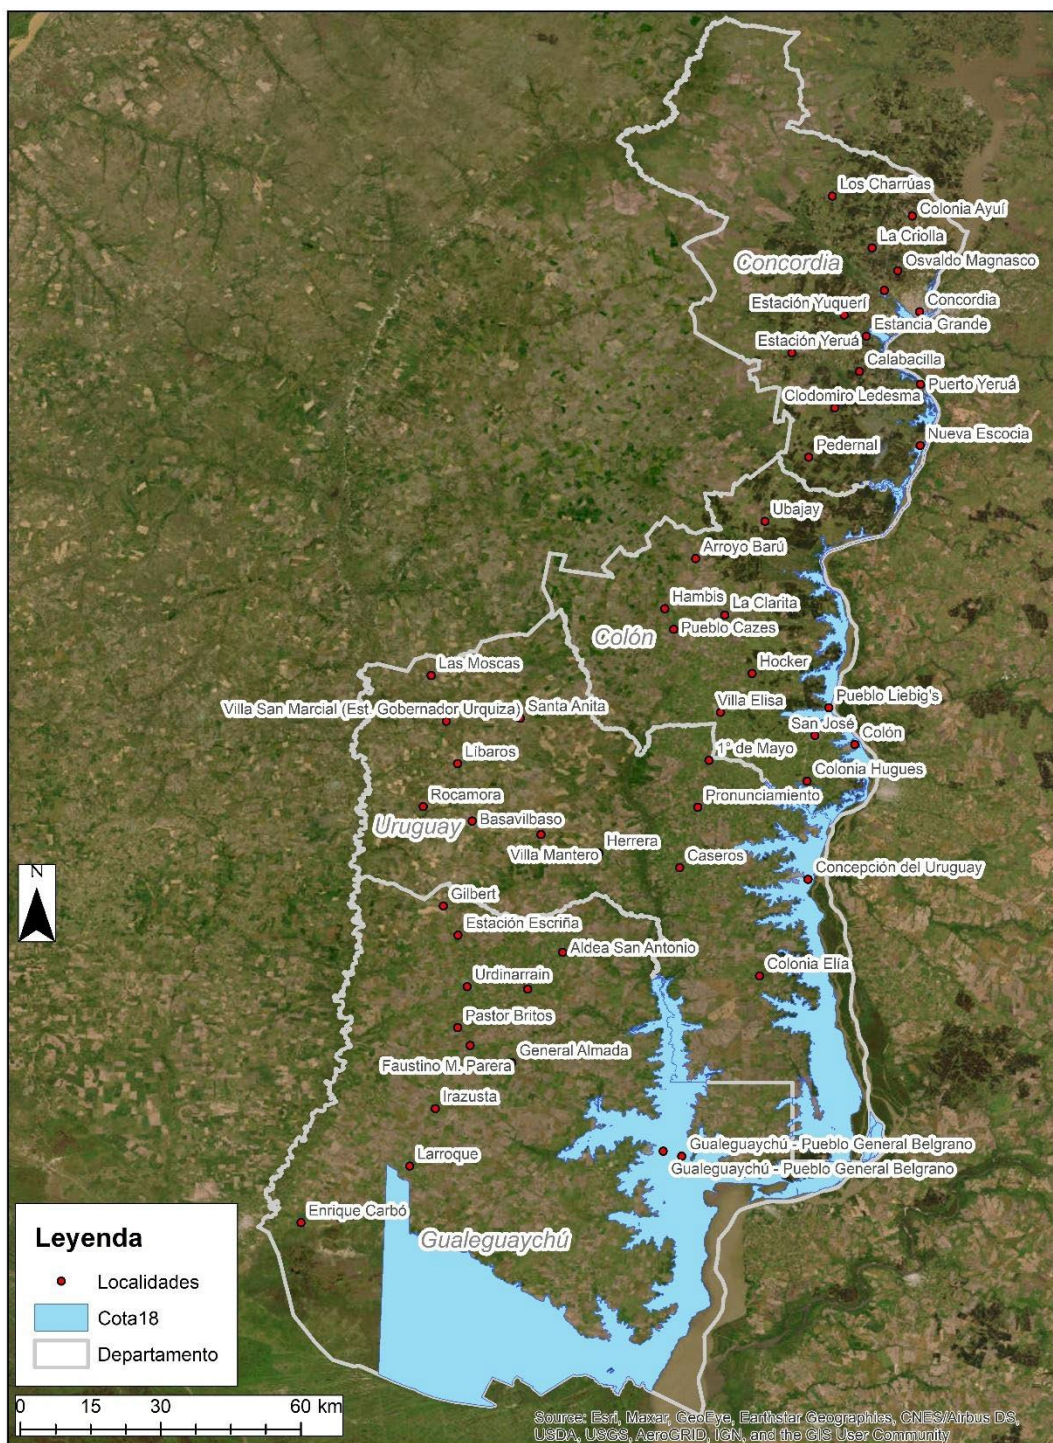 Los Charrúas
Colonia Ayuí
La Criolla
Concordia
Osvaldo Magnasco
Estación Yuquerí
Concordia
Estancia Grande
Estación Yeruá
Calabacilla
Puerto Yeruá
Clodomiro Ledesma
Nueva Escocia
Pedernal
Ubajay
Arroyo Barú
Hambis
La Clarita
Pueblo Cazes
Colón
Las Moscas
Hocker
Villa San Marcial (Est. Gobernador Urquiza)
Santa Anita
Villa Elisa
Pueblo Liebig's
San José
Colón
Líbaros
1º de Mayo
Colonia Hugues
Rocamora
Pronunciamiento
Uruguay
Basavilbaso
Herrera
Villa Mantero
Caseros
Concepción del Uruguay
N
Gilbert
Estación Escriña
Aldea San Antonio
Colonia Elía
Urdinarrain
Pastor Britos
General Almada
Faustino M. Parera
Irazusta
Gualeguaychú - Pueblo General Belgrano
Larroque
Gualeguaychú - Pueblo General Belgrano
Enrique Carbó
Gualeguaychú
Leyenda
Localidades
Cota18
Departamento
0 15 30 60 km
Source: Esri, Maxar, GeoEye, Earthstar Geographics, CNES/Airbus DS,
USDA, USGS, AeroGRID, IGN, and the GIS User Community